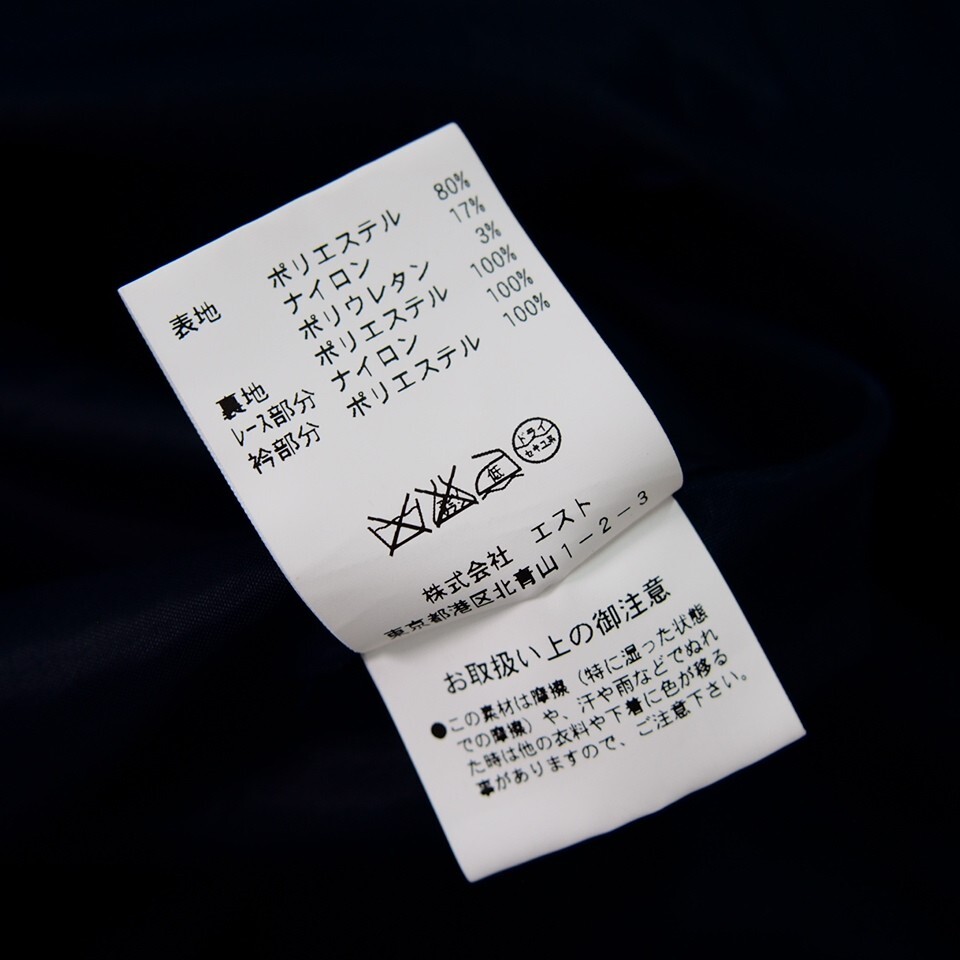 表地 ポリエステル 80%
ナイロン 17%
ポリウレタン 3%
裏地 ポリエステル 100%
レース部分 ナイロン 100%
衿部分 ポリエステル 100%
低 ドライ
セキユ系
株式会社 エスト
東京都港区北青山1-2-3
お取扱い上の御注意
●この素材は摩擦(特に湿った状態
での摩擦)や、汗や雨などでぬれ
た時は他の衣料や下着に色が移る
事がありますので、ご注意下さい。